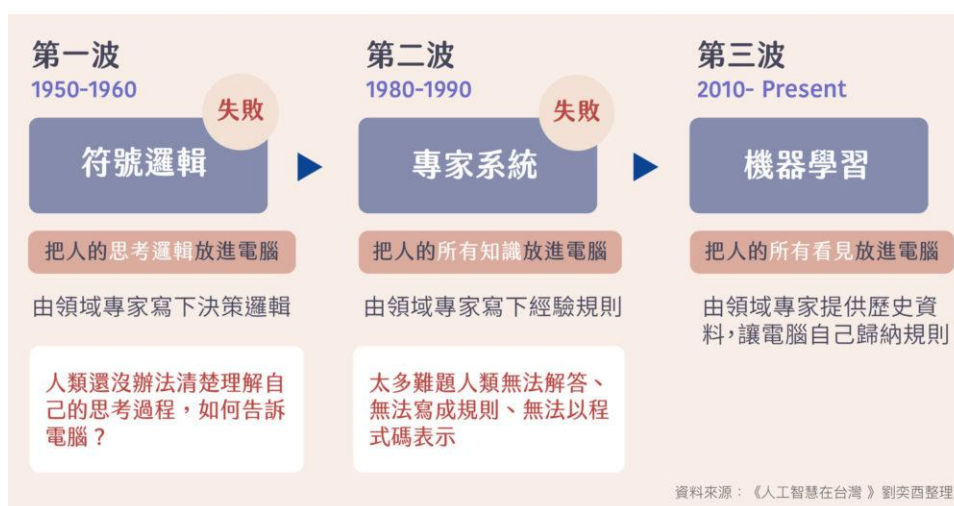 第一波
1950-1960
失敗
符號邏輯
把人的思考邏輯放進電腦
由領域專家寫下決策邏輯
人類還沒辦法清楚理解自
己的思考過程，如何告訴
電腦？
第二波
1980-1990
失敗
專家系統
把人的所有知識放進電腦
由領域專家寫下經驗規則
太多難題人類無法解答、
無法寫成規則、無法以程
式碼表示
第三波
2010- Present
機器學習
把人的所有看見放進電腦
由領域專家提供歷史資
料，讓電腦自己歸納規則
資料來源：《人工智慧在台灣 》劉奕酉整理